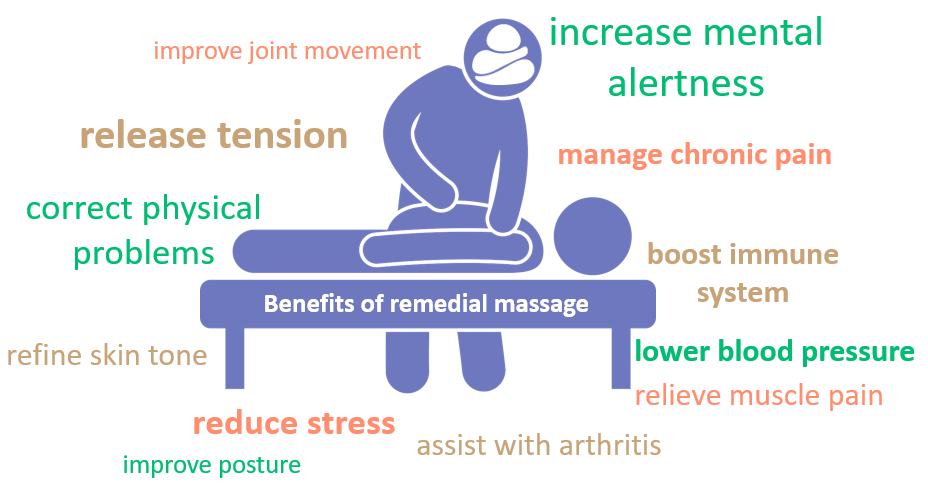 increase mental
alertness
improve joint movement
release tension
manage chronic pain
correct physical
problems
boost immune
system
Benefits of remedial massage
refine skin tone
lower blood pressure
relieve muscle pain
reduce stress
assist with arthritis
improve posture